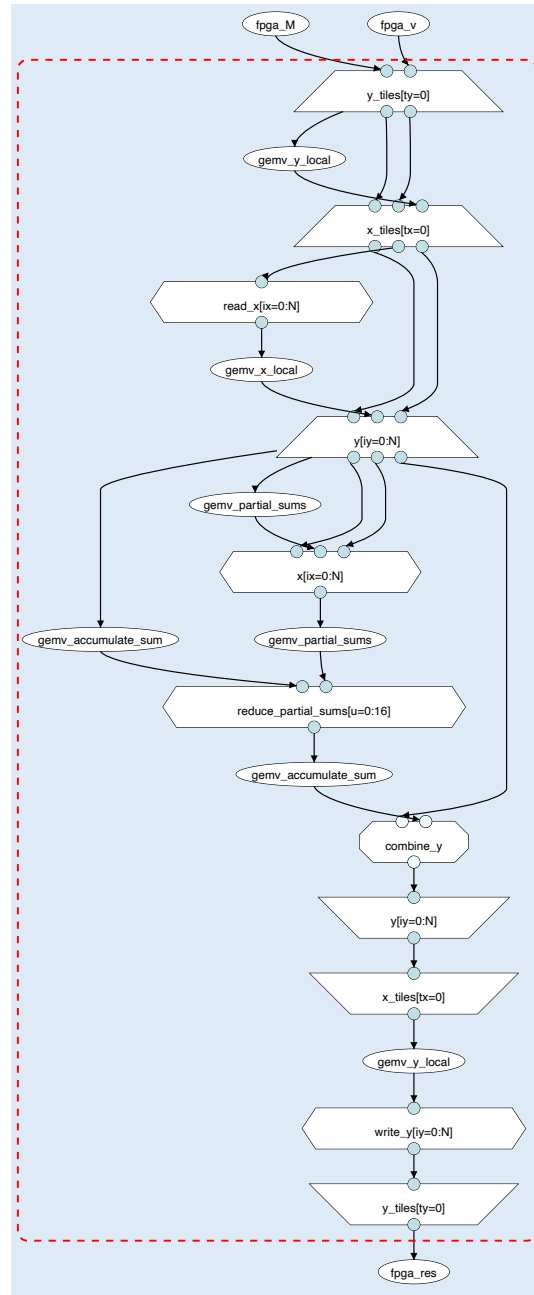 fpga_M
fpga_v
y_tiles[ty=0]
gemv_y_local
x_tiles[tx=0]
read_x[ix=0:N]
gemv_x_local
y[iy=0:N]
gemv_partial_sums
x[ix=0:N]
gemv_accumulate_sum
gemv_partial_sums
reduce_partial_sums[u=0:16]
gemv_accumulate_sum
combine_y
y[iy=0:N]
x_tiles[tx=0]
gemv_y_local
write_y[iy=0:N]
y_tiles[ty=0]
fpga_res